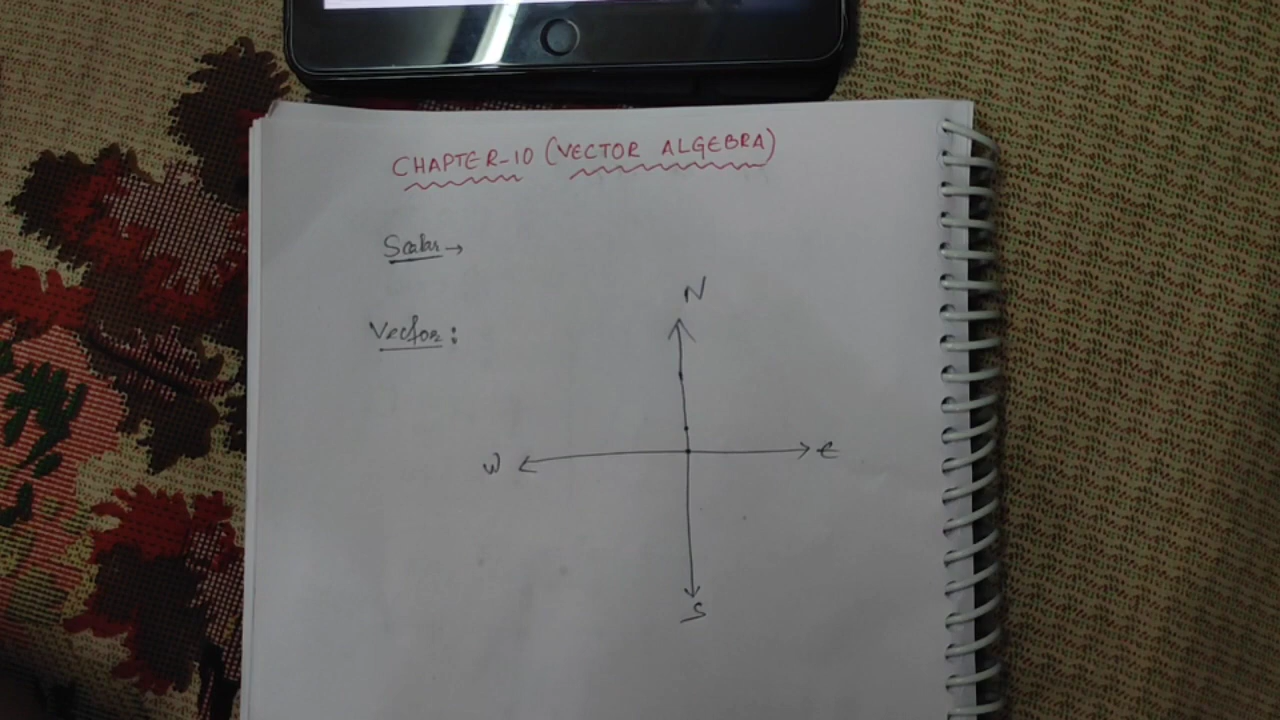 CHAPTER-10 (VECTOR ALGEBRA)
Scalar →
N
Vector :
W
E
S